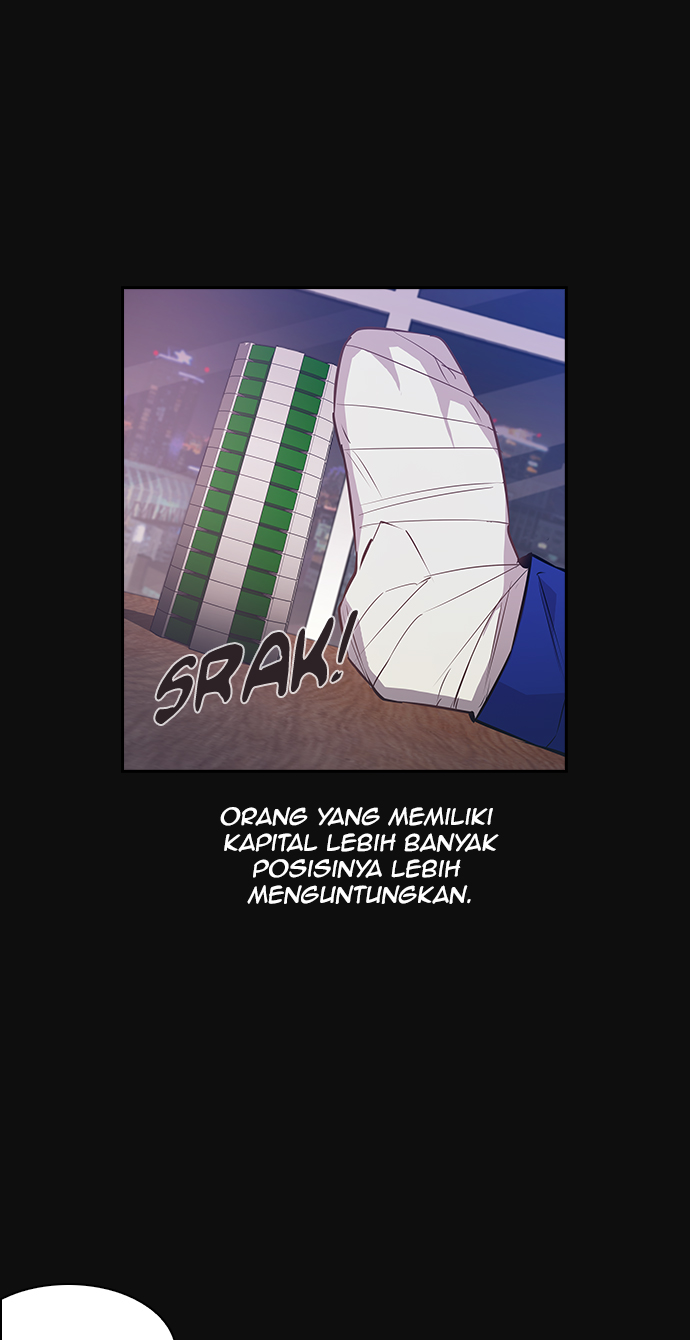 SRAK!
ORANG YANG MEMILIKI
KAPITAL LEBIH BANYAK
POSISINYA LEBIH
MENGUNTUNGKAN.